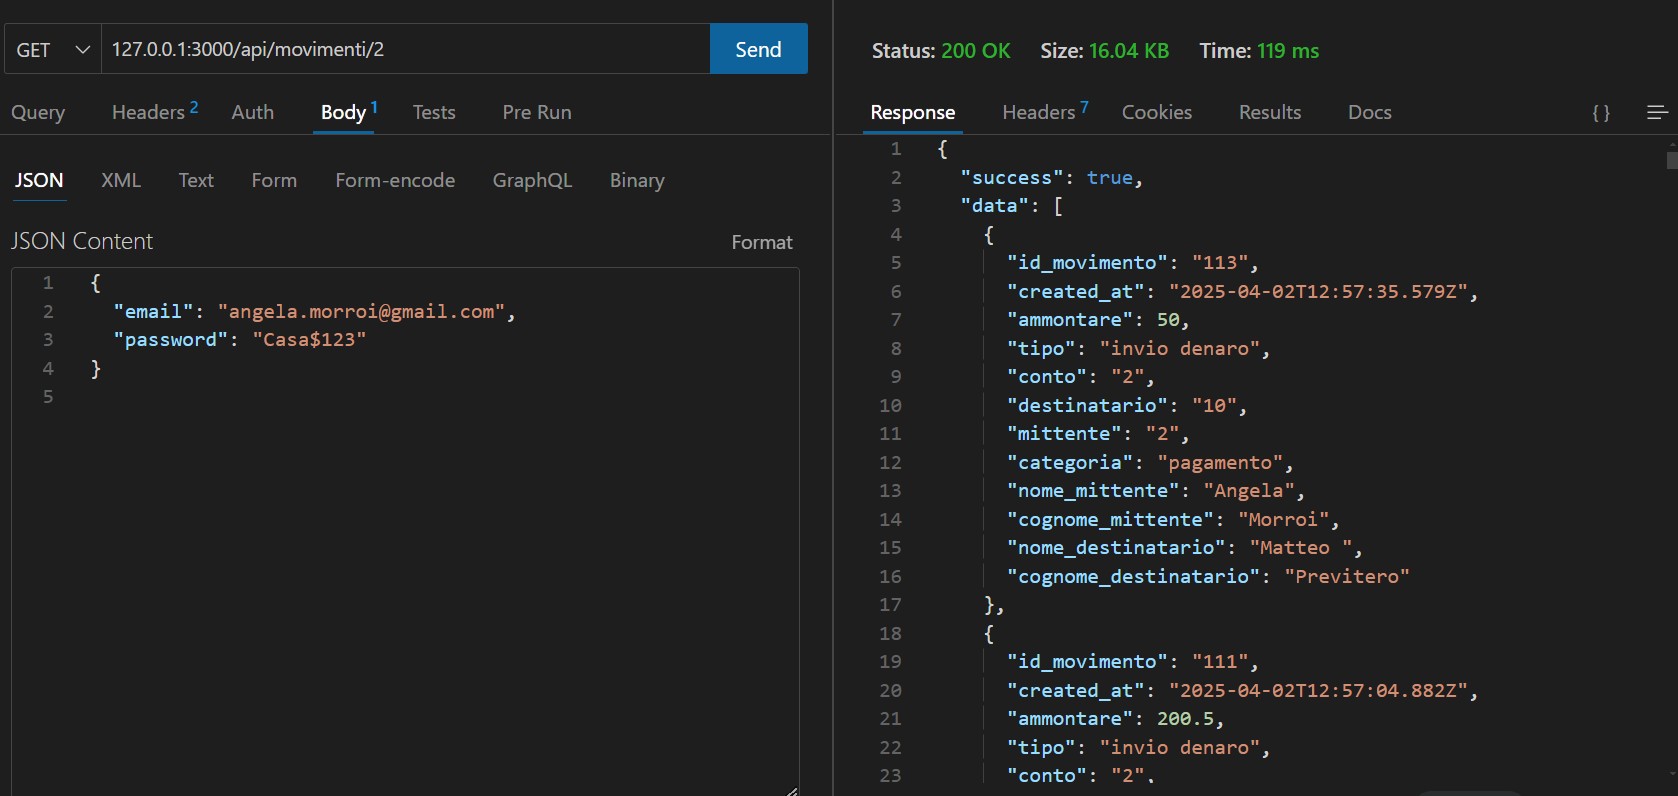 GET 127.0.0.1:3000/api/movimenti/2 Send
Query Headers 2 Auth Body 1 Tests Pre Run
JSON XML Text Form Form-encode GraphQL Binary
JSON Content Format
1 {
2 "email": "angela.morroi@gmail.com",
3 "password": "Casa$123"
4 }
5
Status: 200 OK Size: 16.04 KB Time: 119 ms
Response Headers 7 Cookies Results Docs { }
1 {
2 "success": true,
3 "data": [
4 {
5 "id_movimento": "113",
6 "created_at": "2025-04-02T12:57:35.579Z",
7 "ammontare": 50,
8 "tipo": "invio denaro",
9 "conto": "2",
10 "destinatario": "10",
11 "mittente": "2",
12 "categoria": "pagamento",
13 "nome_mittente": "Angela",
14 "cognome_mittente": "Morroi",
15 "nome_destinatario": "Matteo ",
16 "cognome_destinatario": "Previtero"
17 },
18 {
19 "id_movimento": "111",
20 "created_at": "2025-04-02T12:57:04.882Z",
21 "ammontare": 200.5,
22 "tipo": "invio denaro",
23 "conto": "2",